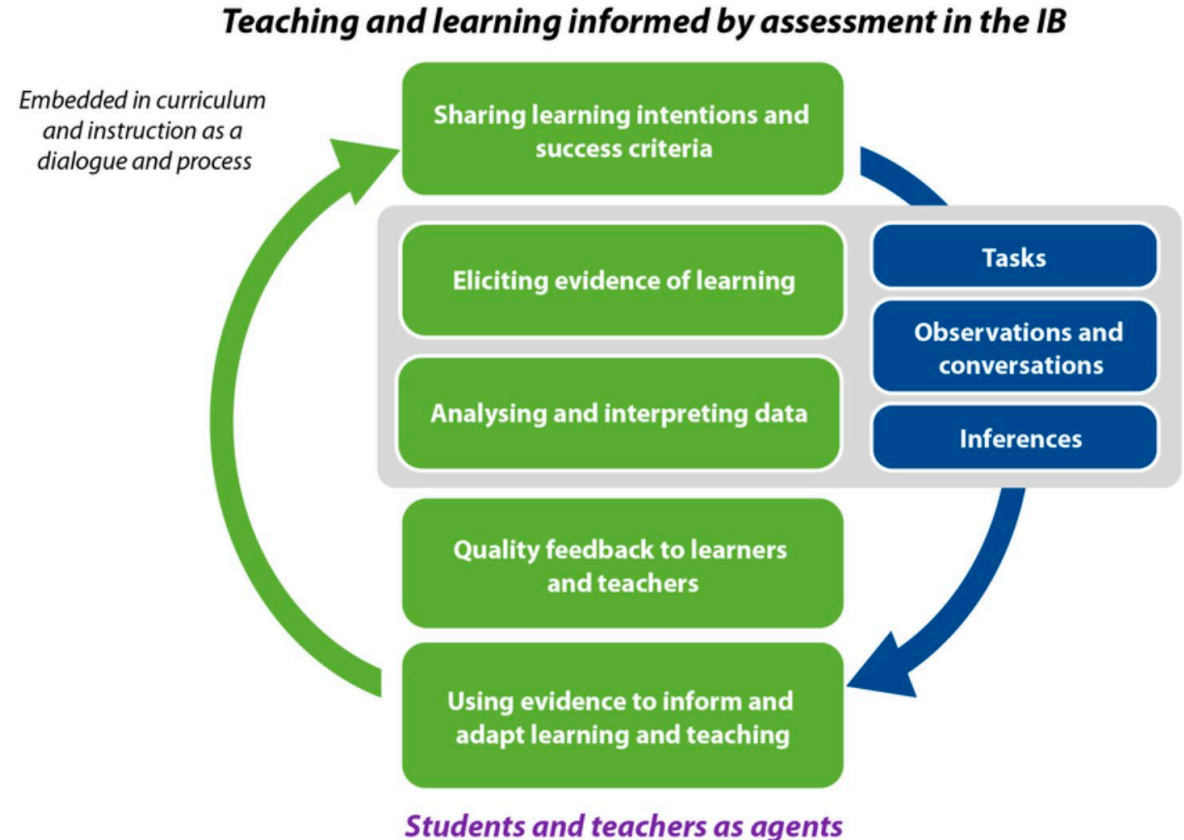 Teaching and learning informed by assessment in the IB
Embedded in curriculum
and instruction as a
dialogue and process
Sharing learning intentions and
success criteria
Eliciting evidence of learning
Analysing and interpreting data
Tasks
Observations and
conversations
Inferences
Quality feedback to learners
and teachers
Using evidence to inform and
adapt learning and teaching
Students and teachers as agents